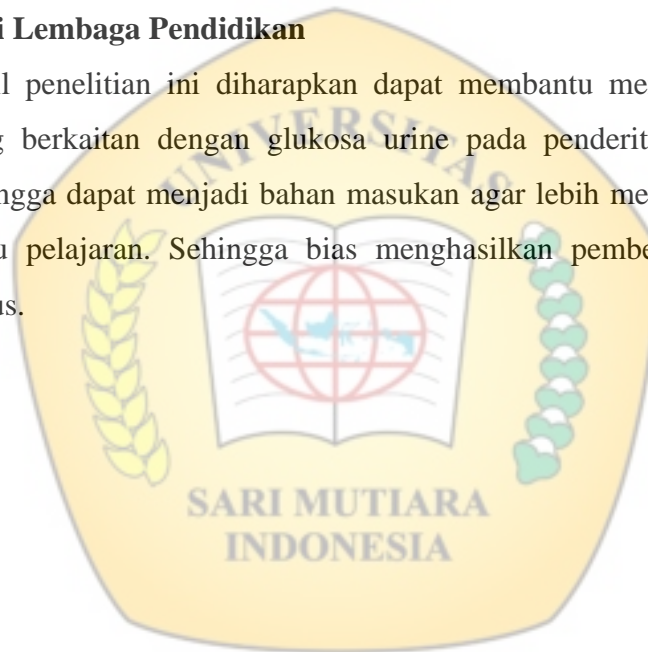 i Lembaga Pendidikan
l penelitian ini diharapkan dapat membantu me
g berkaitan dengan glukosa urine pada penderit
ngga dapat menjadi bahan masukan agar lebih me
u pelajaran. Sehingga bias menghasilkan pembe
us.
UNIVERSITAS
SARI MUTIARA
INDONESIA